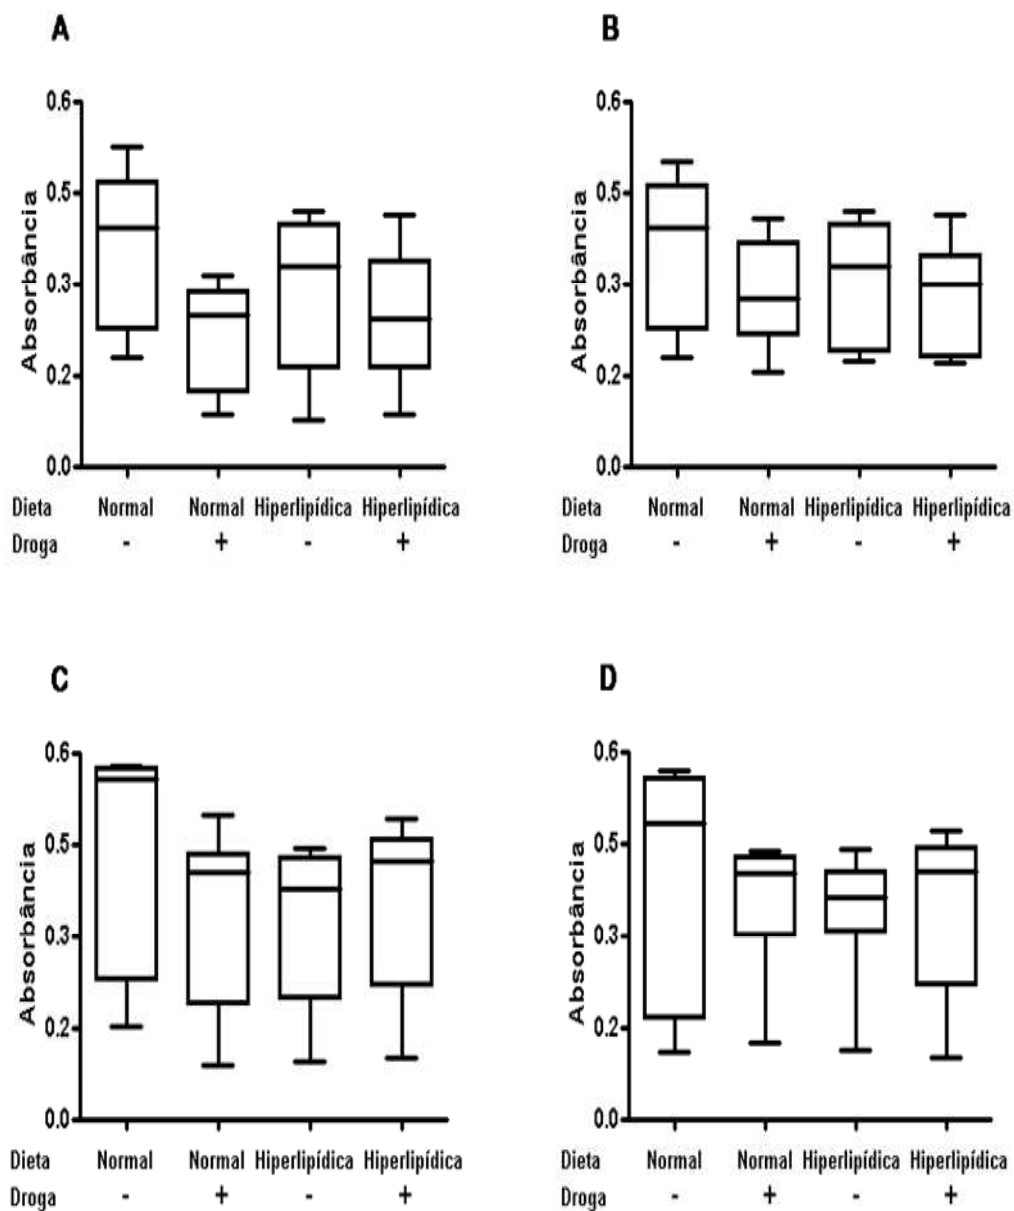 A
Absorbância
0.6
0.5
0.3
0.2
0.0
Dieta Normal Normal Hiperlipídica Hiperlipídica
Droga - + - +
B
Absorbância
0.6
0.5
0.3
0.2
0.0
Dieta Normal Normal Hiperlipídica Hiperlipídica
Droga - + - +
C
Absorbância
0.6
0.5
0.3
0.2
0.0
Dieta Normal Normal Hiperlipídica Hiperlipídica
Droga - + - +
D
Absorbância
0.6
0.5
0.3
0.2
0.0
Dieta Normal Normal Hiperlipídica Hiperlipídica
Droga - + - +